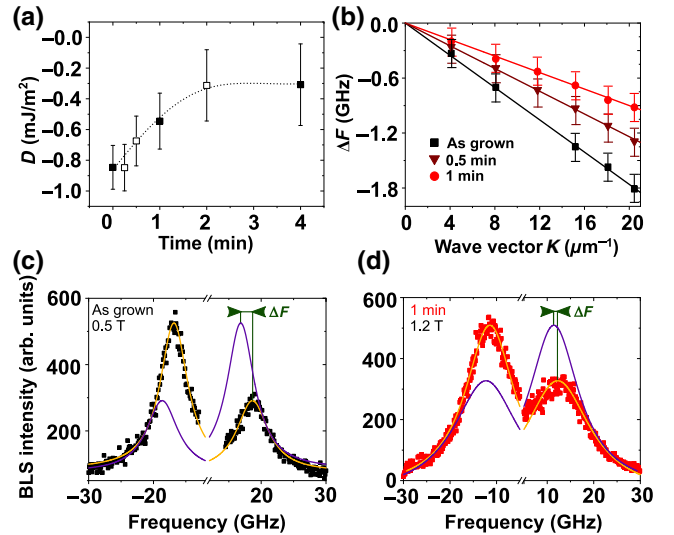 (a)
−0.0
−0.2
−0.4
−0.6
−0.8
−1.0
D (mJ/m²)
0 1 2 3 4
Time (min)
(b)
0.0
−0.6
−1.2
−1.8
ΔF (GHz)
As grown
0.5 min
1 min
0 4 8 12 16 20
Wave vector K (μm⁻¹)
(c)
600
400
200
BLS intensity (arb. units)
As grown
0.5 T
ΔF
−30 −20 20 30
Frequency (GHz)
(d)
600
500
400
300
200
100
0
1 min
1.2 T
ΔF
−30 −20 −10 10 20 30
Frequency (GHz)